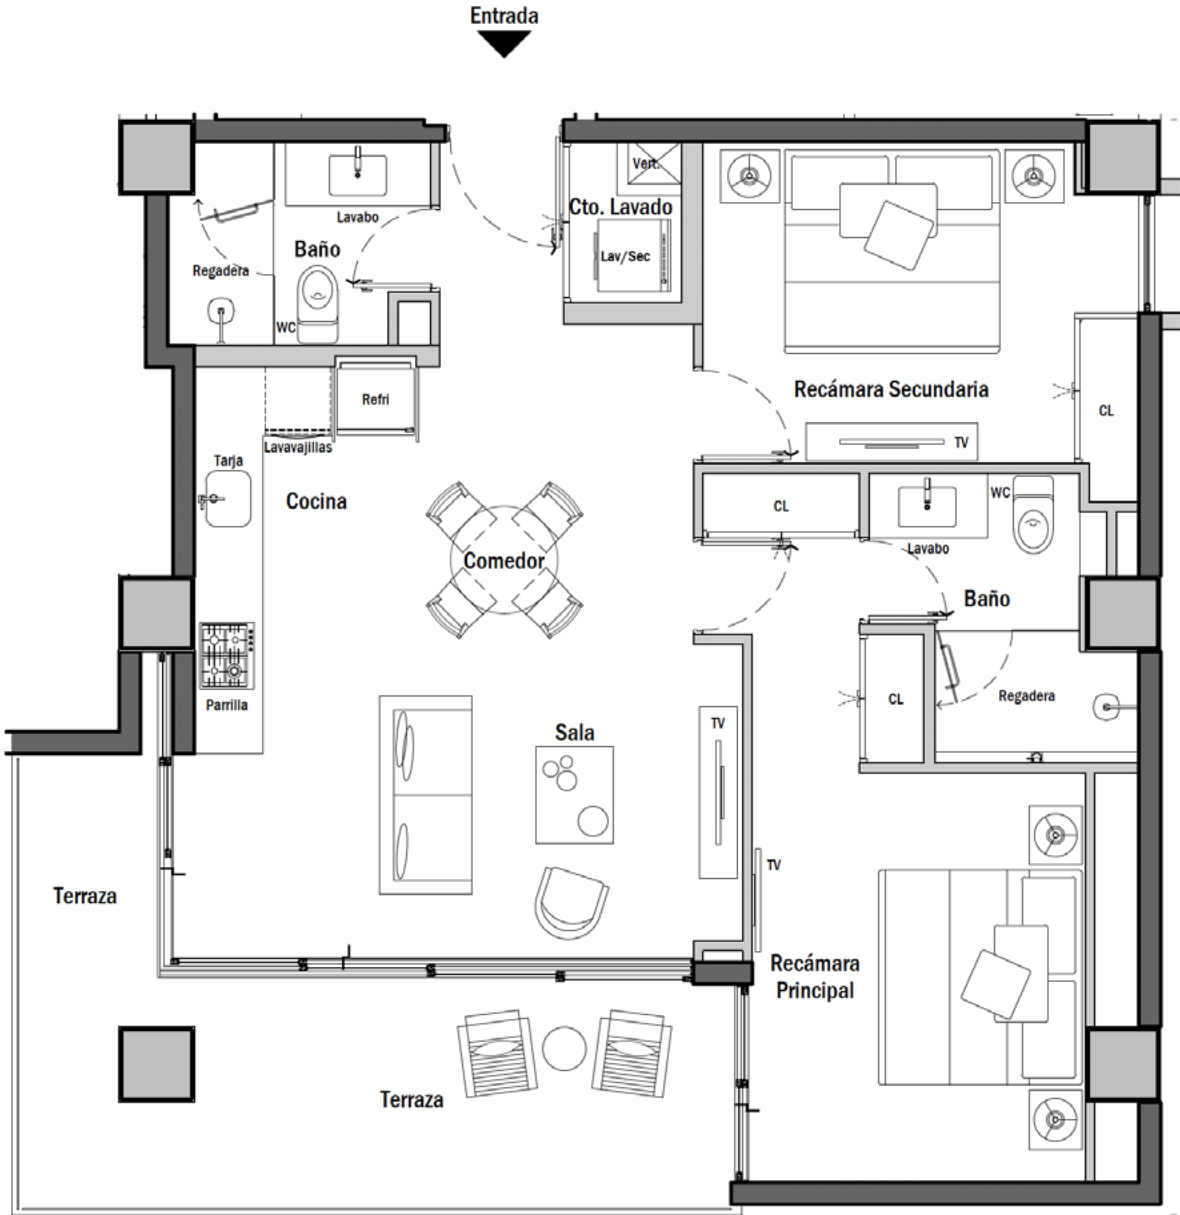 Entrada
Vert.
Cto. Lavado
Lavabo
Baño
Lav/Sec
Regadera
WC
Recámara Secundaria
Refri
CL
TV
Lavavajillas
Tarja
Cocina
CL
WC
Lavabo
Comedor
Baño
Parrilla
CL
Regadera
TV
Sala
TV
Terraza
Recámara
Principal
Terraza